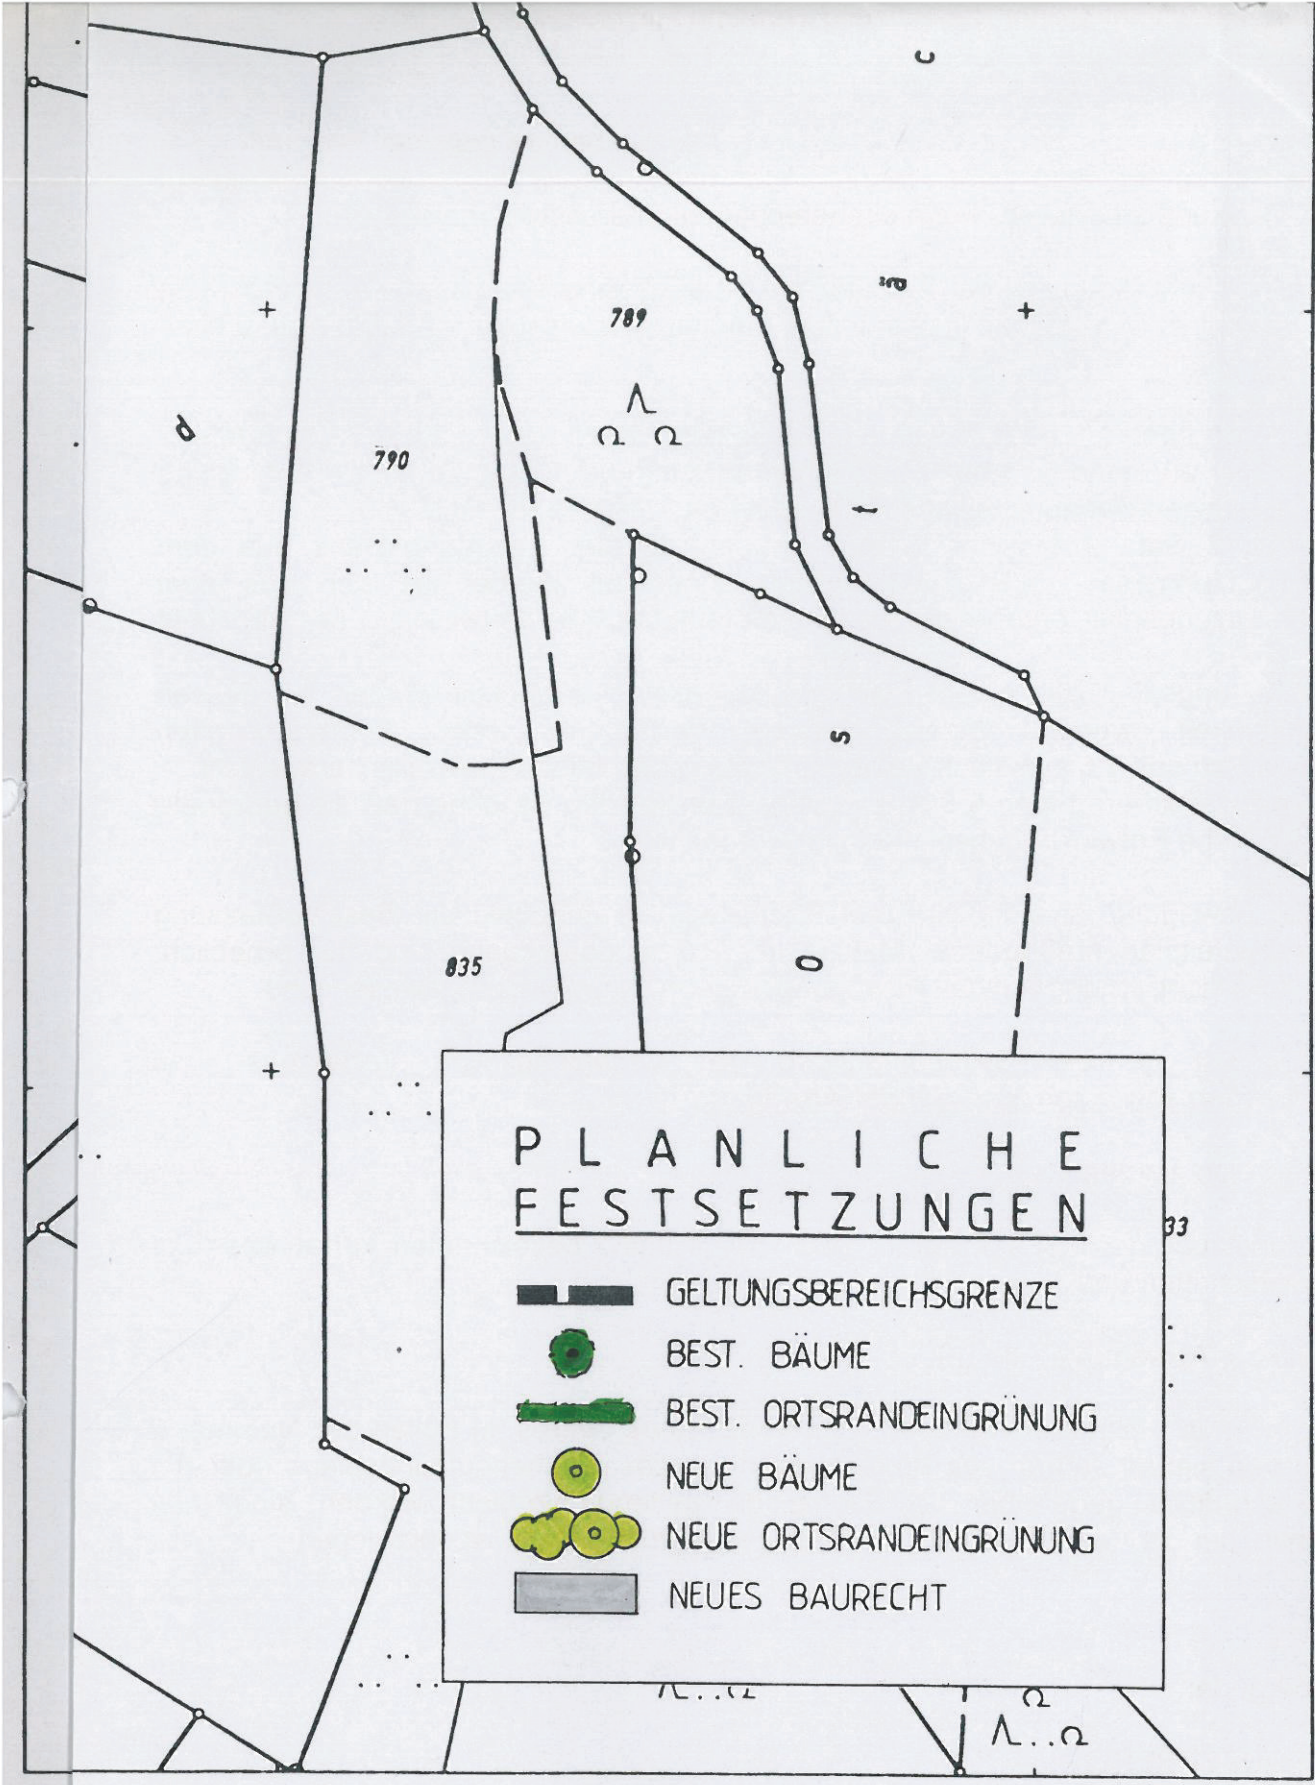 c
ä
789
d
790
t
s
835
O
PLANLICHE
FESTSETZUNGEN
33
GELTUNGSBEREICHSGRENZE
BEST. BÄUME
BEST. ORTSRANDEINGRÜNUNG
NEUE BÄUME
NEUE ORTSRANDEINGRÜNUNG
NEUES BAURECHT